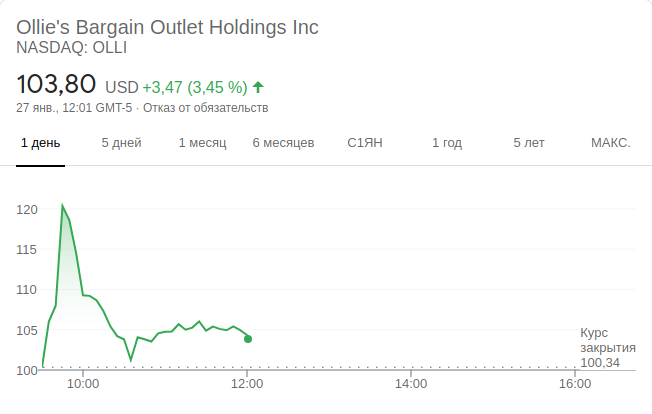 Ollie's Bargain Outlet Holdings Inc
NASDAQ: OLLI
103,80 USD +3,47 (3,45 %)
27 янв., 12:01 GMT-5 · Отказ от обязательств
1 день 5 дней 1 месяц 6 месяцев С1ЯН 1 год 5 лет МАКС.
120
115
110
105
100
Курс
закрытия
100,34
10:00 12:00 14:00 16:00